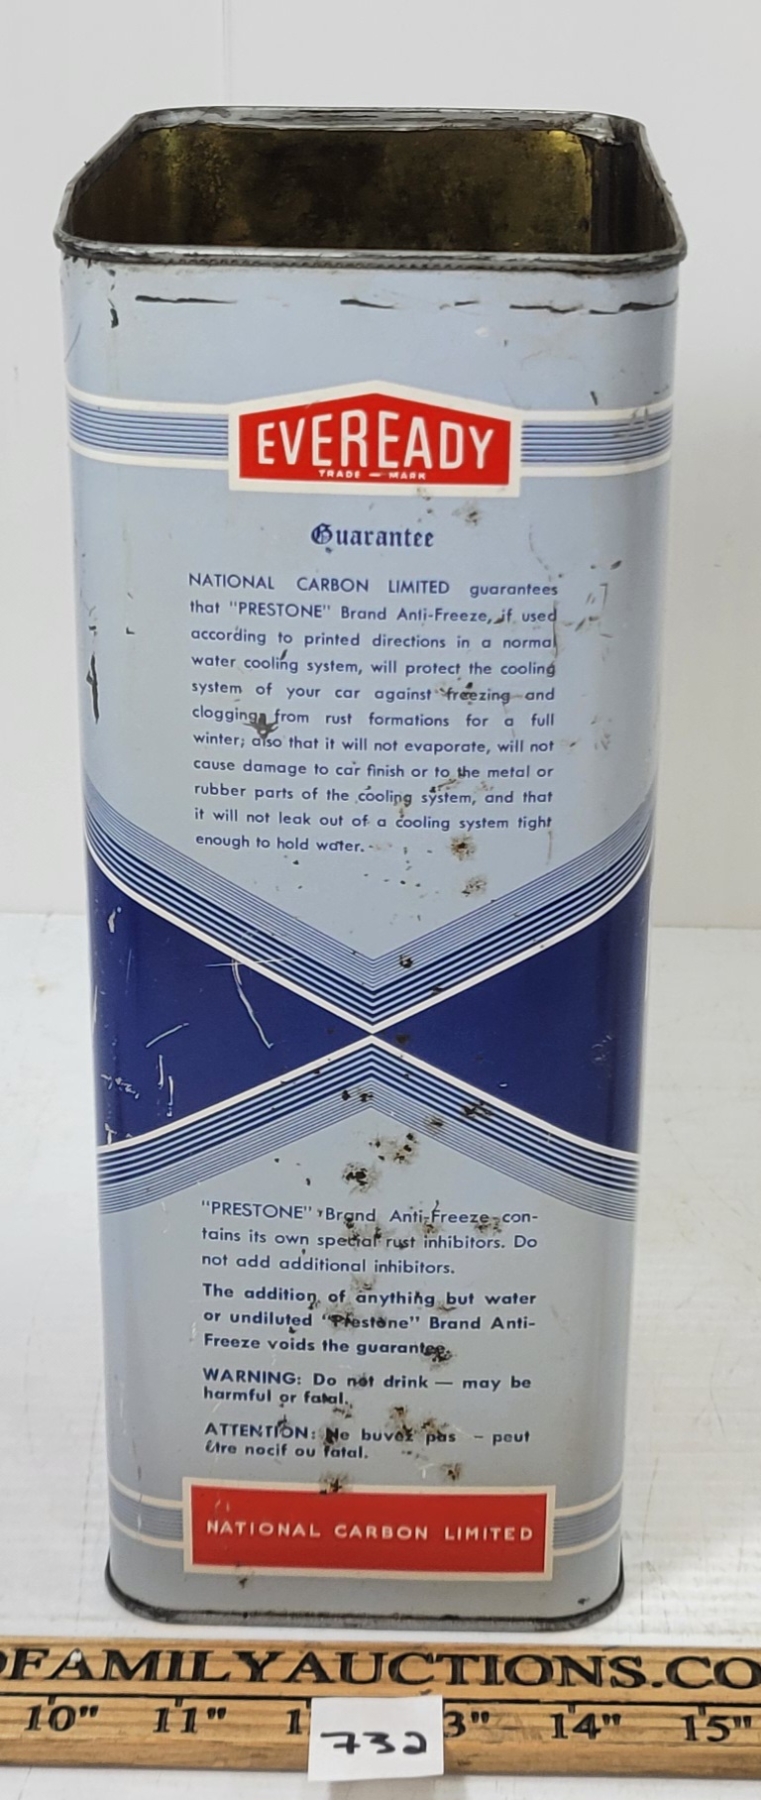 EVEREADY
TRADE - MARK
Guarantee
NATIONAL CARBON LIMITED guarantees
that "PRESTONE" Brand Anti-Freeze, if used
according to printed directions in a normal
water cooling system, will protect the cooling
system of your car against freezing and
clogging from rust formations for a full
winter; also that it will not evaporate, will not
cause damage to car finish or to the metal or
rubber parts of the cooling system, and that
it will not leak out of a cooling system tight
enough to hold water.
"PRESTONE" Brand Anti-Freeze con-
tains its own special rust inhibitors. Do
not add additional inhibitors.
The addition of anything but water
or undiluted "Prestone" Brand Anti-
Freeze voids the guarantee.
WARNING: Do not drink — may be
harmful or fatal.
ATTENTION: Ne buvez pas - peut
être nocif ou fatal.
NATIONAL CARBON LIMITED
FAMILYAUCTIONS.CO
10" 11" 1 3" 14" 15"
732